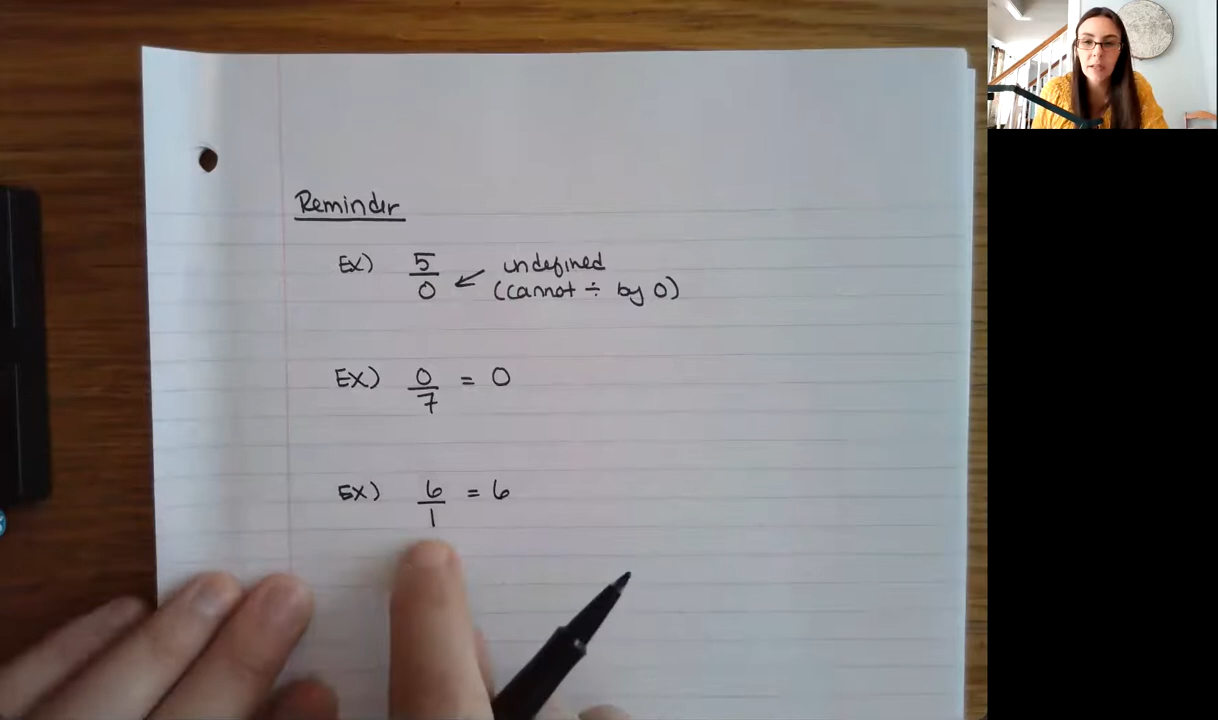 Reminder
Ex) 5/0 ↙ undefined
(cannot ÷ by 0)
Ex) 0/7 = 0
Ex) 6/1 = 6